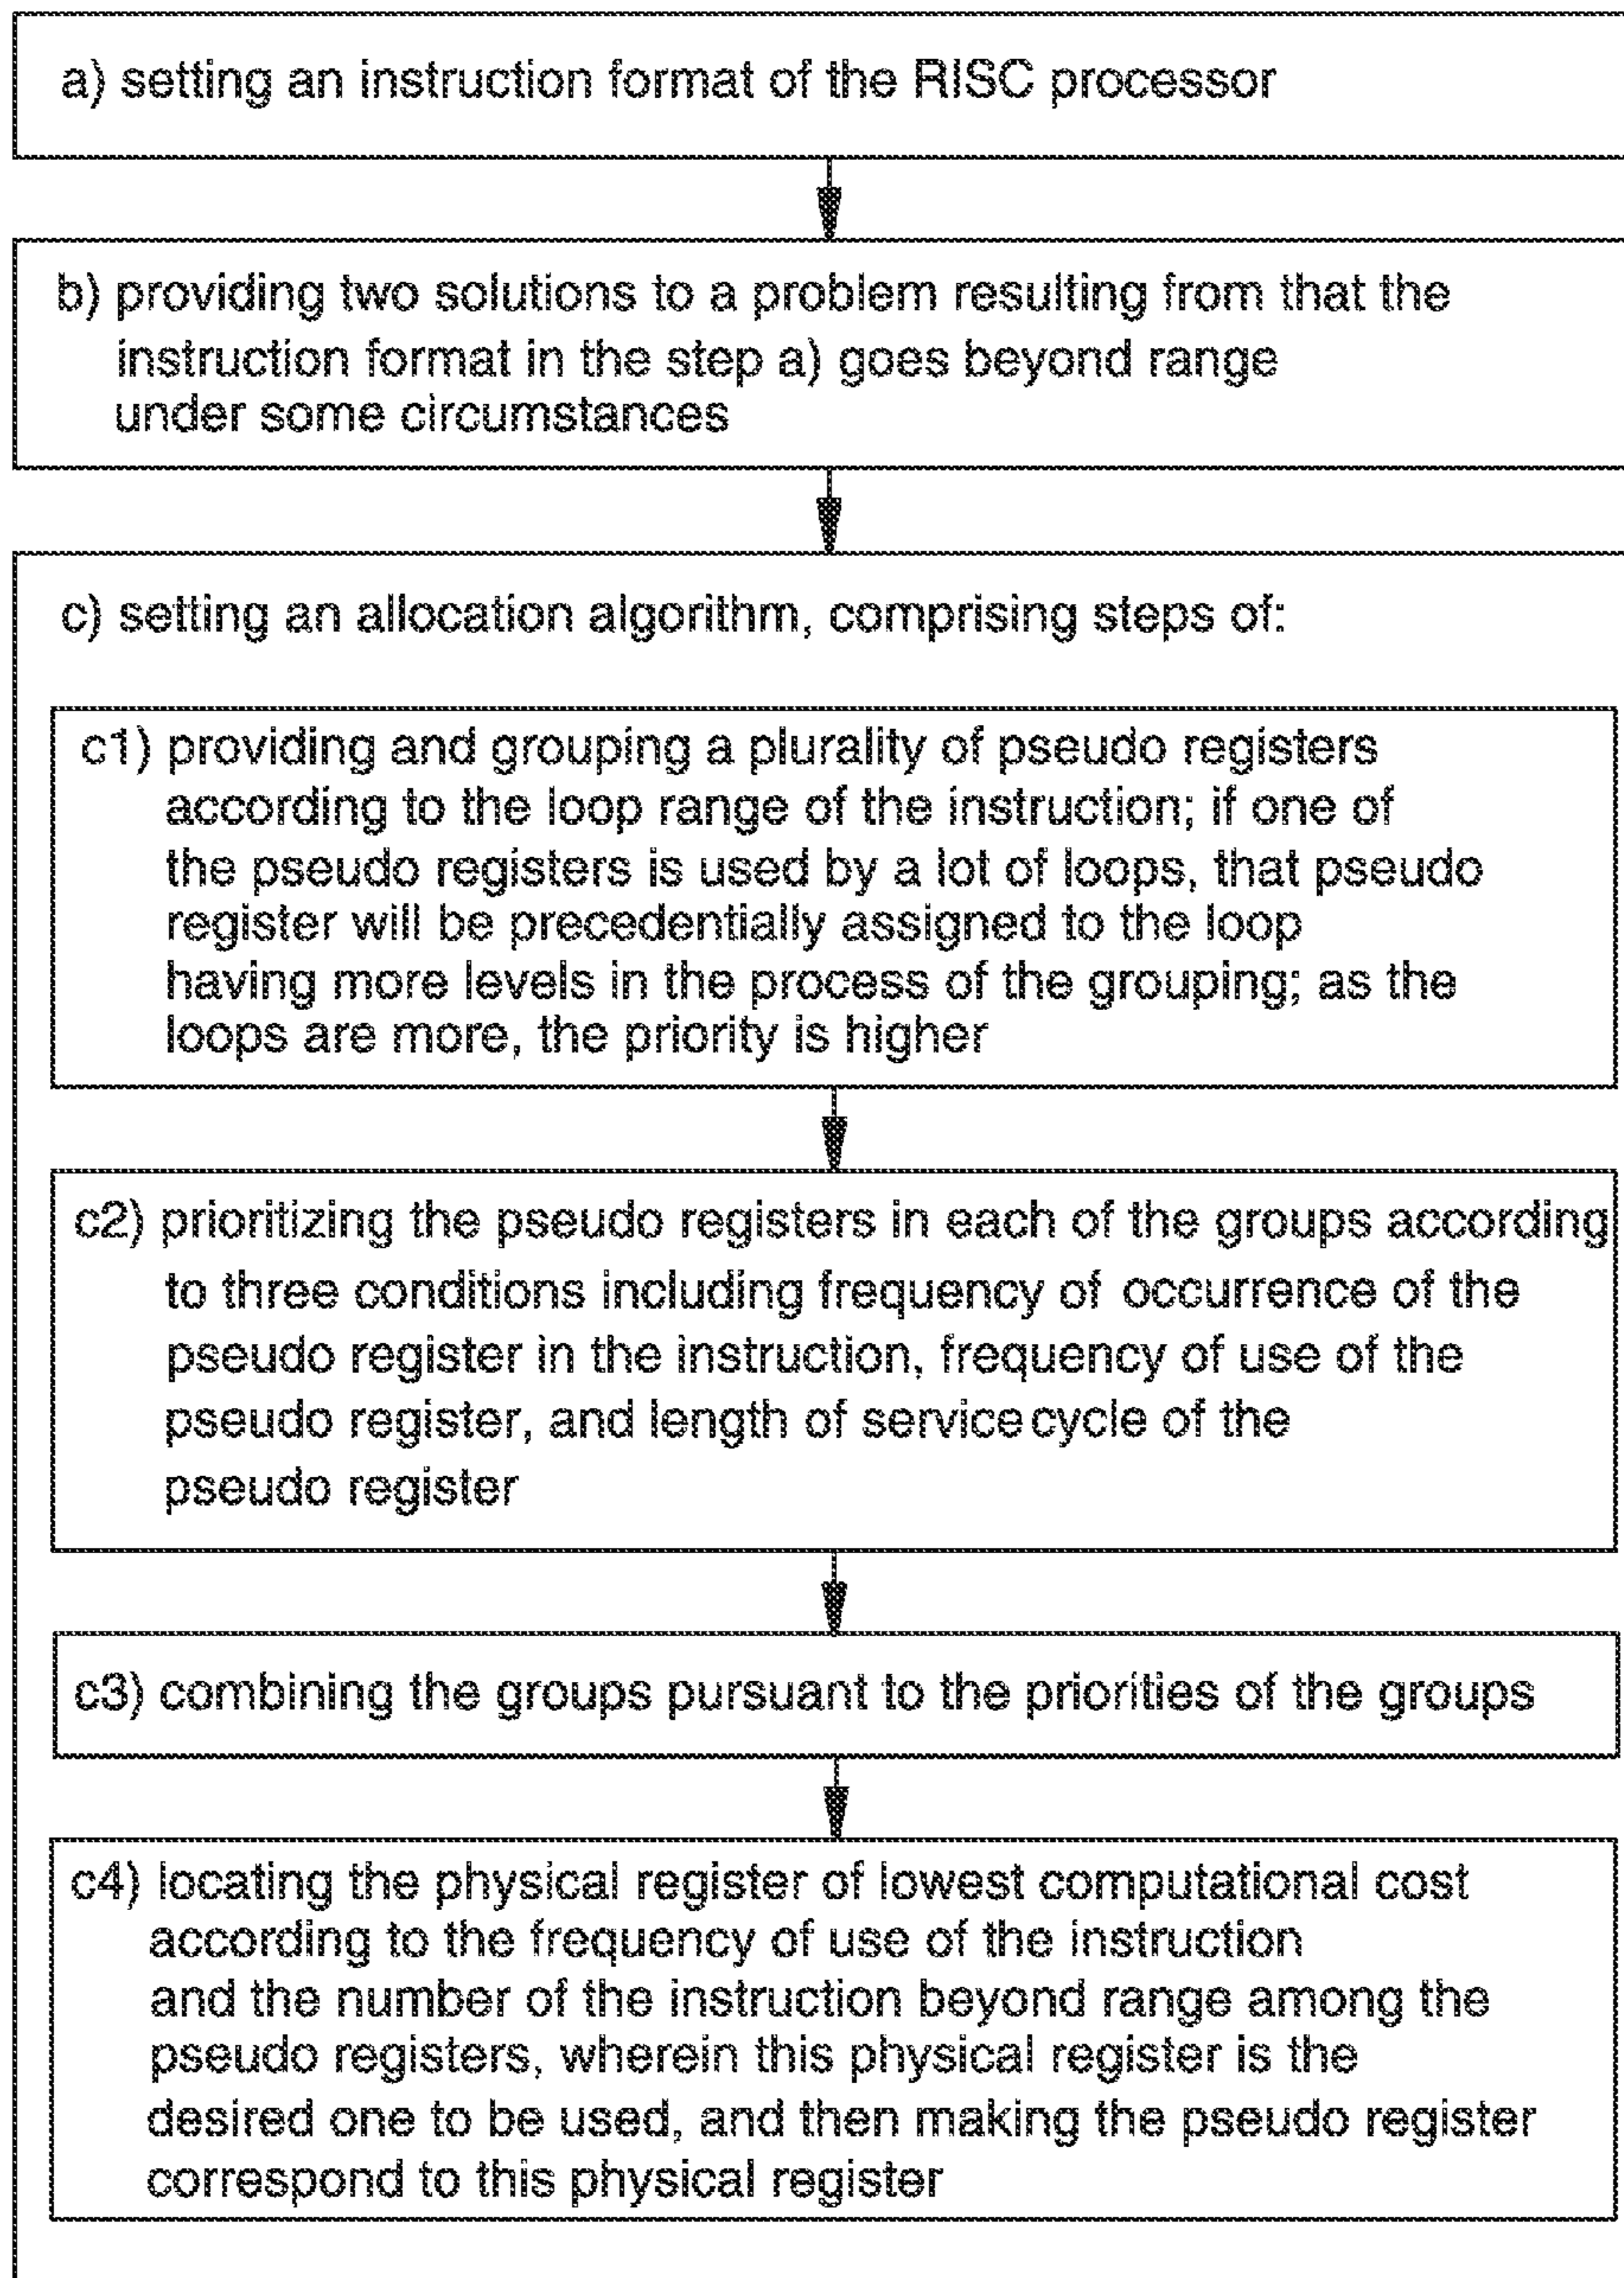 a) setting an instruction format of the RISC processor
b) providing two solutions to a problem resulting from that the
instruction format in the step a) goes beyond range
under some circumstances
c) setting an allocation algorithm, comprising steps of:
c1) providing and grouping a plurality of pseudo registers
according to the loop range of the instruction; if one of
the pseudo registers is used by a lot of loops, that pseudo
register will be precedentially assigned to the loop
having more levels in the process of the grouping; as the
loops are more, the priority is higher
c2) prioritizing the pseudo registers in each of the groups according
to three conditions including frequency of occurrence of the
pseudo register in the instruction, frequency of use of the
pseudo register, and length of service cycle of the
pseudo register
c3) combining the groups pursuant to the priorities of the groups
c4) locating the physical register of lowest computational cost
according to the frequency of use of the instruction
and the number of the instruction beyond range among the
pseudo registers, wherein this physical register is the
desired one to be used, and then making the pseudo register
correspond to this physical register